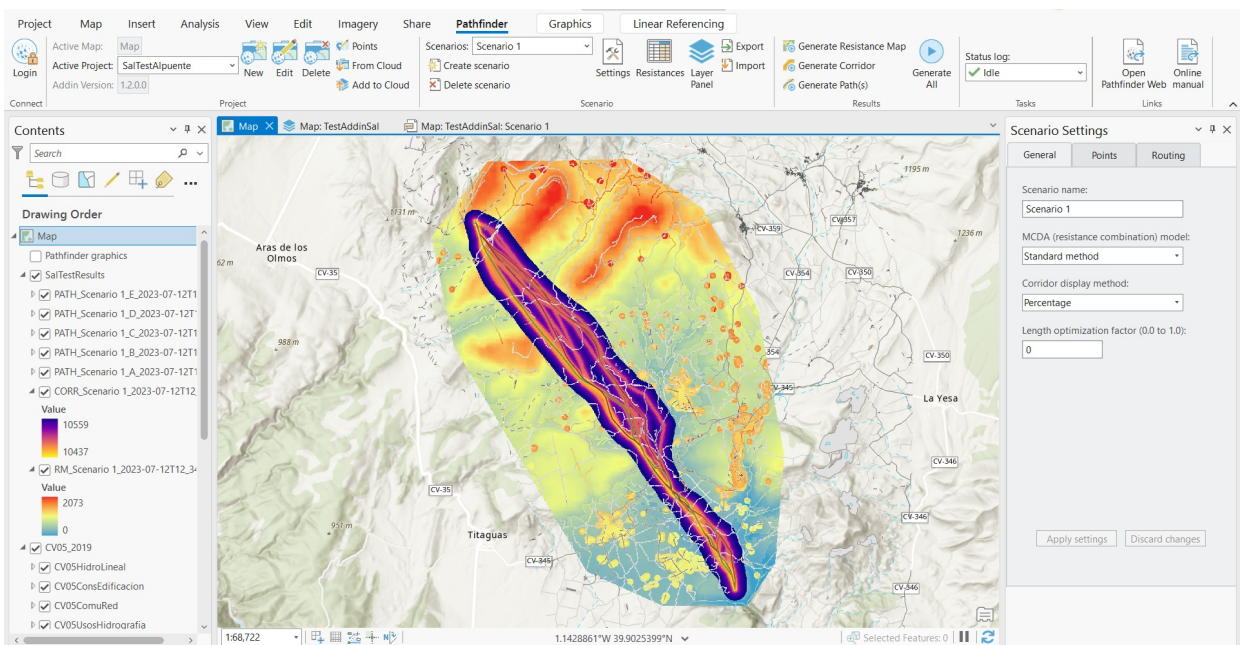 Project Map Insert Analysis View Edit Imagery Share Pathfinder Graphics Linear Referencing
Login
Connect
Active Map: Map
Active Project: SalTestAlpuente
Addin Version: 1.2.0.0
New Edit Delete
Points
From Cloud
Add to Cloud
Project
Scenarios: Scenario 1
Create scenario
Delete scenario
Settings Resistances Layer Panel
Export
Import
Scenario
Generate Resistance Map
Generate Corridor
Generate Path(s)
Generate All
Results
Status log:
Idle
Tasks
Open Pathfinder Web
Online manual
Links
Contents
Search
Drawing Order
Map
Pathfinder graphics
SalTestResults
PATH_Scenario 1_E_2023-07-12T1
PATH_Scenario 1_D_2023-07-12T
PATH_Scenario 1_C_2023-07-12T1
PATH_Scenario 1_B_2023-07-12T1
PATH_Scenario 1_A_2023-07-12T1
CORR_Scenario 1_2023-07-12T12_
Value
10559
10437
RM_Scenario 1_2023-07-12T12_34
Value
2073
0
CV05_2019
CV05HidroLineal
CV05ConsEdificacion
CV05ComuRed
CV05UsosHidrografia
Map Map: TestAddinSal Map: TestAddinSal: Scenario 1
1195 m
1131 m
CV-357
CV-359
1236 m
Aras de los
Olmos
62 m
CV-35
CV-354
CV-350
988 m
354
CV-350
CV-345
La Yesa
CV-346
CV-35
951 m
CV-346
Titaguas
CV-345
CV-346
1:68,722
1.1428861°W 39.9025399°N
Selected Features: 0
Scenario Settings
General Points Routing
Scenario name:
Scenario 1
MCDA (resistance combination) model:
Standard method
Corridor display method:
Percentage
Length optimization factor (0.0 to 1.0):
0
Apply settings Discard changes